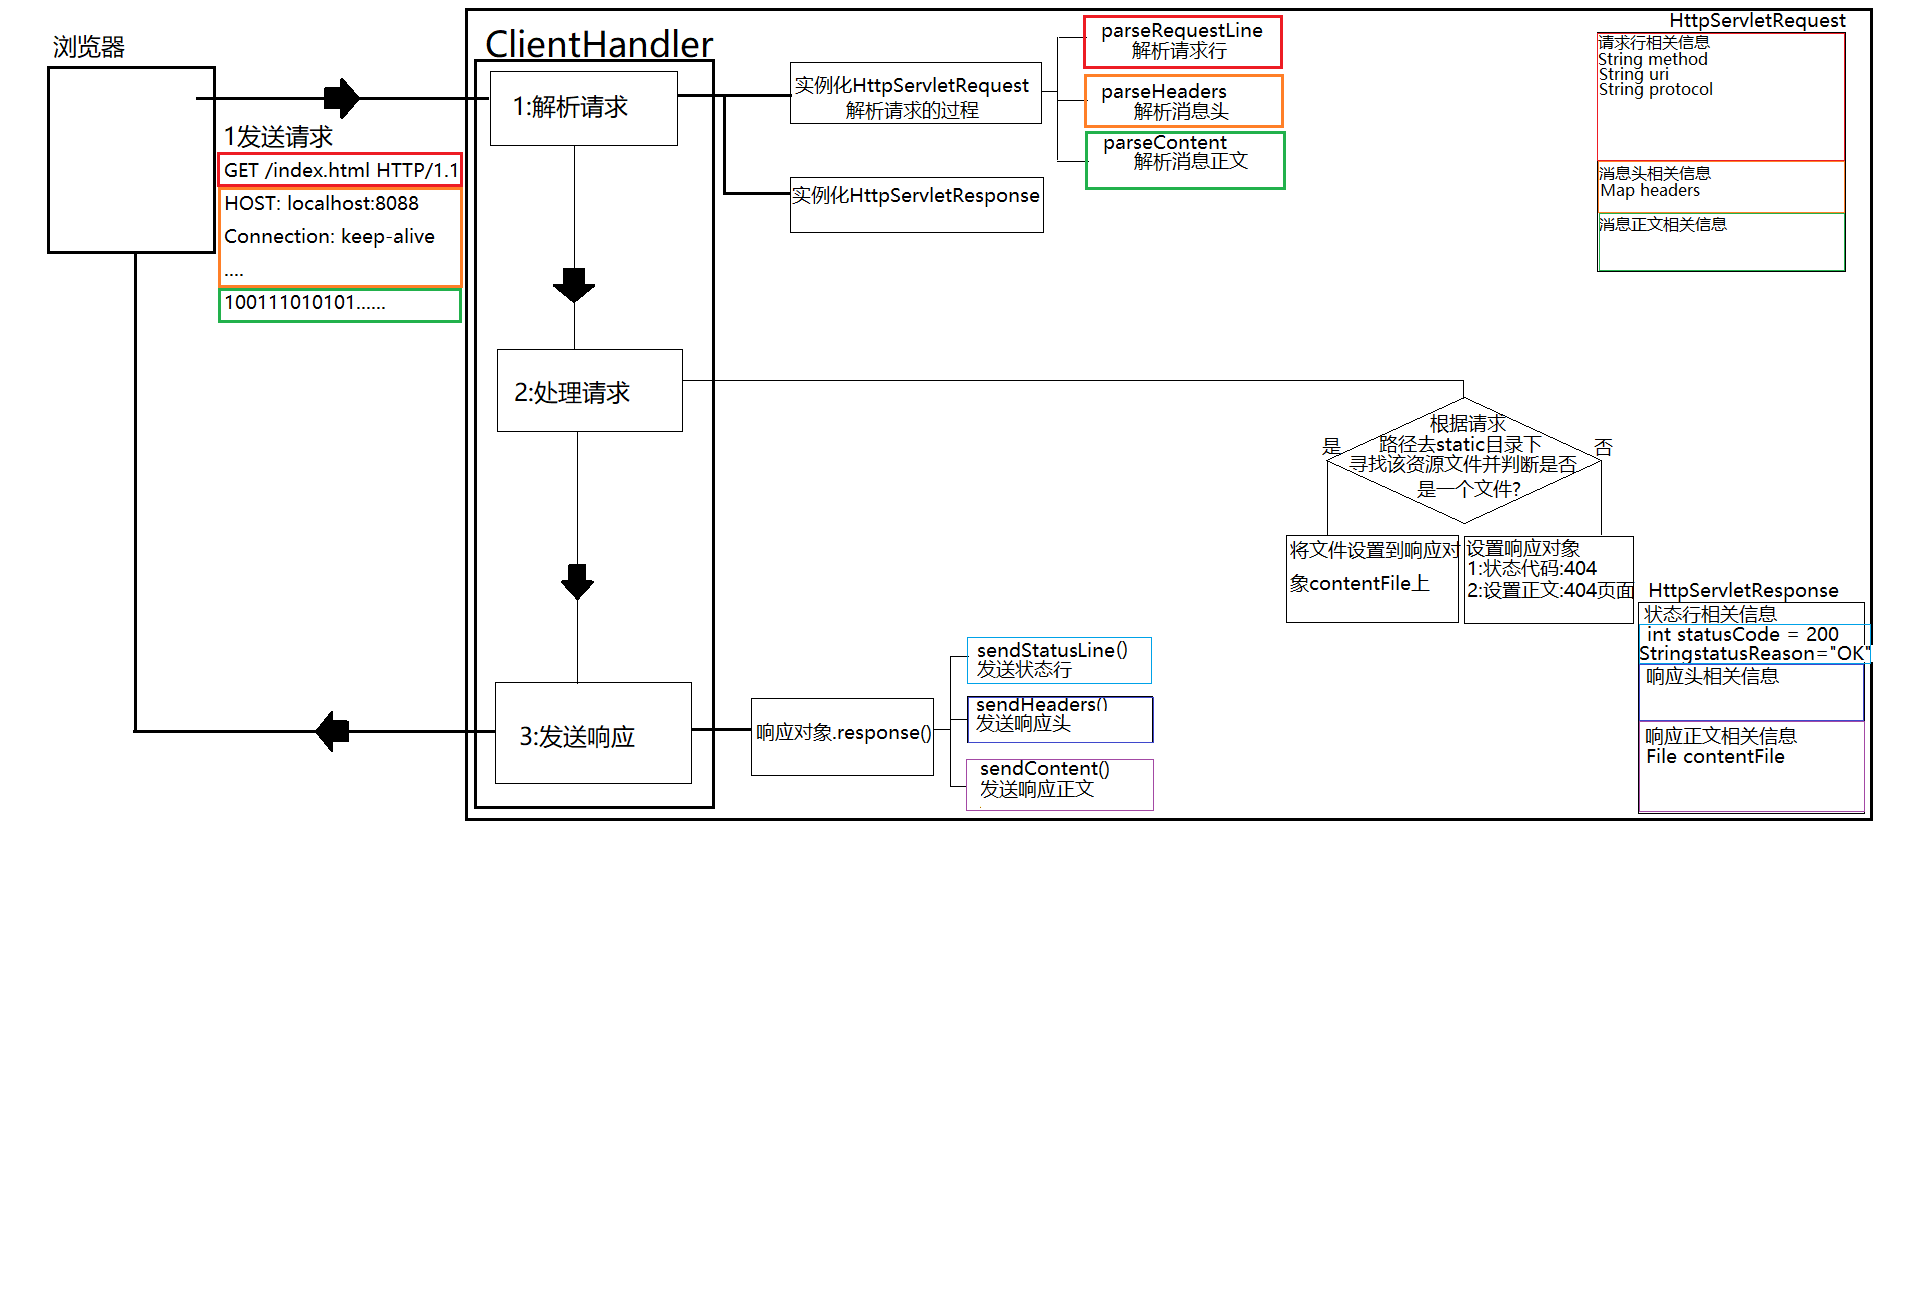 浏览器
1发送请求
GET /index.html HTTP/1.1
HOST: localhost:8088
Connection: keep-alive
....
100111010101......
ClientHandler
1:解析请求
2:处理请求
3:发送响应
实例化HttpServletRequest
解析请求的过程
实例化HttpServletResponse
parseRequestLine
解析请求行
parseHeaders
解析消息头
parseContent
解析消息正文
HttpServletRequest
请求行相关信息
String method
String uri
String protocol
消息头相关信息
Map headers
消息正文相关信息
根据请求
路径去static目录下
寻找该资源文件并判断是否
是一个文件?
是
否
将文件设置到响应对
象contentFile上
设置响应对象
1:状态代码:404
2:设置正文:404页面
响应对象.response()
sendStatusLine()
发送状态行
sendHeaders()
发送响应头
sendContent()
发送响应正文
HttpServletResponse
状态行相关信息
int statusCode = 200
StringstatusReason="OK"
响应头相关信息
响应正文相关信息
File contentFile